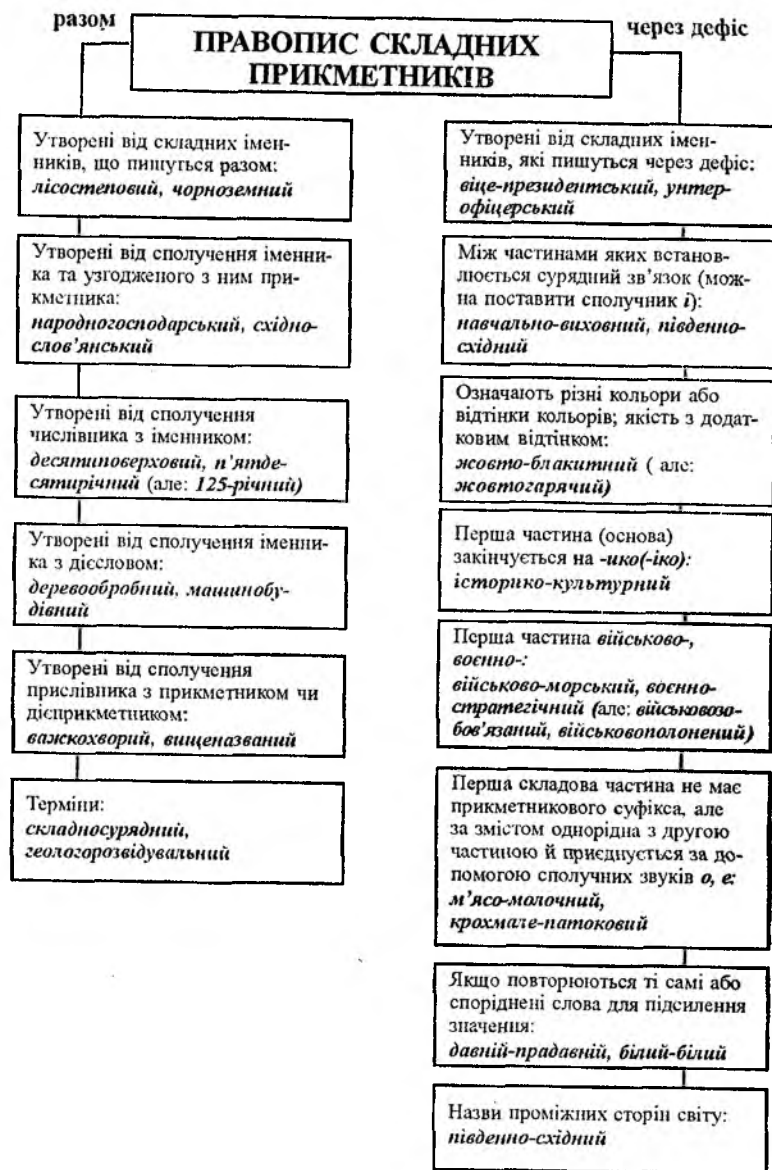 разом
через дефіс
ПРАВОПИС СКЛАДНИХ
ПРИКМЕТНИКІВ
Утворені від складних імен-
ників, що пишуться разом:
лісостеповий, чорноземний
Утворені від сполучення іменни-
ка та узгодженого з ним при-
кметника:
народногосподарський, східно-
слов'янський
Утворені від сполучення
числівника з іменником:
десятиповерховий, п'ятде-
сятирічний (але: 125-річний)
Утворені від сполучення іменни-
ка з дієсловом:
деревообробний, машинобу-
дівний
Утворені від сполучення
прислівника з прикметником чи
дієприкметником:
важкохворий, вищеназваний
Терміни:
складносурядний,
геологорозвідувальний
Утворені від складних імен-
ників, які пишуться через дефіс:
віце-президентський, унтер-
офіцерський
Між частинами яких встанов-
люється сурядний зв'язок (мож-
на поставити сполучник і):
навчально-виховний, південно-
східний
Означають різні кольори або
відтінки кольорів; якість з додат-
ковим відтінком:
жовто-блакитний ( але:
жовтогарячий)
Перша частина (основа)
закінчується на -ико(-іко):
історико-культурний
Перша частина військово-,
воєнно-:
військово-морський, воєнно-
стратегічний (але: військовозо-
бов'язаний, військовополонений)
Перша складова частина не має
прикметникового суфікса, але
за змістом однорідна з другою
частиною й приєднується за до-
помогою сполучних звуків о, е:
м'ясо-молочний,
крохмале-патоковий
Якщо повторюються ті самі або
споріднені слова для підсилення
значення:
давній-прадавній, білий-білий
Назви проміжних сторін світу:
південно-східний